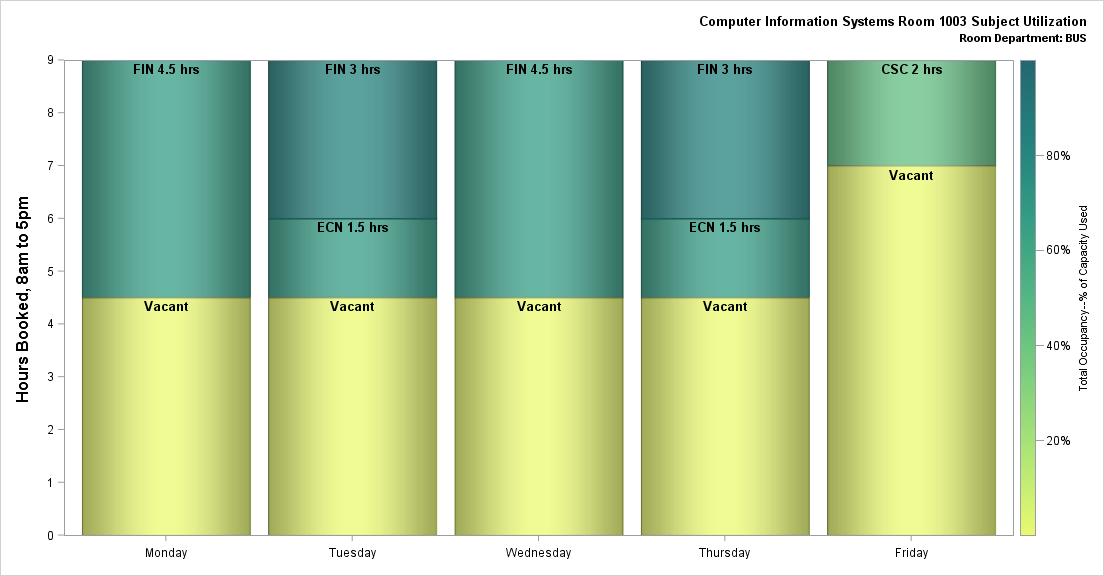 Computer Information Systems Room 1003 Subject Utilization
Room Department: BUS
Hours Booked, 8am to 5pm
9
8
7
6
5
4
3
2
1
0
FIN 4.5 hrs
Vacant
FIN 3 hrs
ECN 1.5 hrs
Vacant
FIN 4.5 hrs
Vacant
FIN 3 hrs
ECN 1.5 hrs
Vacant
CSC 2 hrs
Vacant
Monday
Tuesday
Wednesday
Thursday
Friday
80%
60%
40%
20%
Total Occupancy--% of Capacity Used